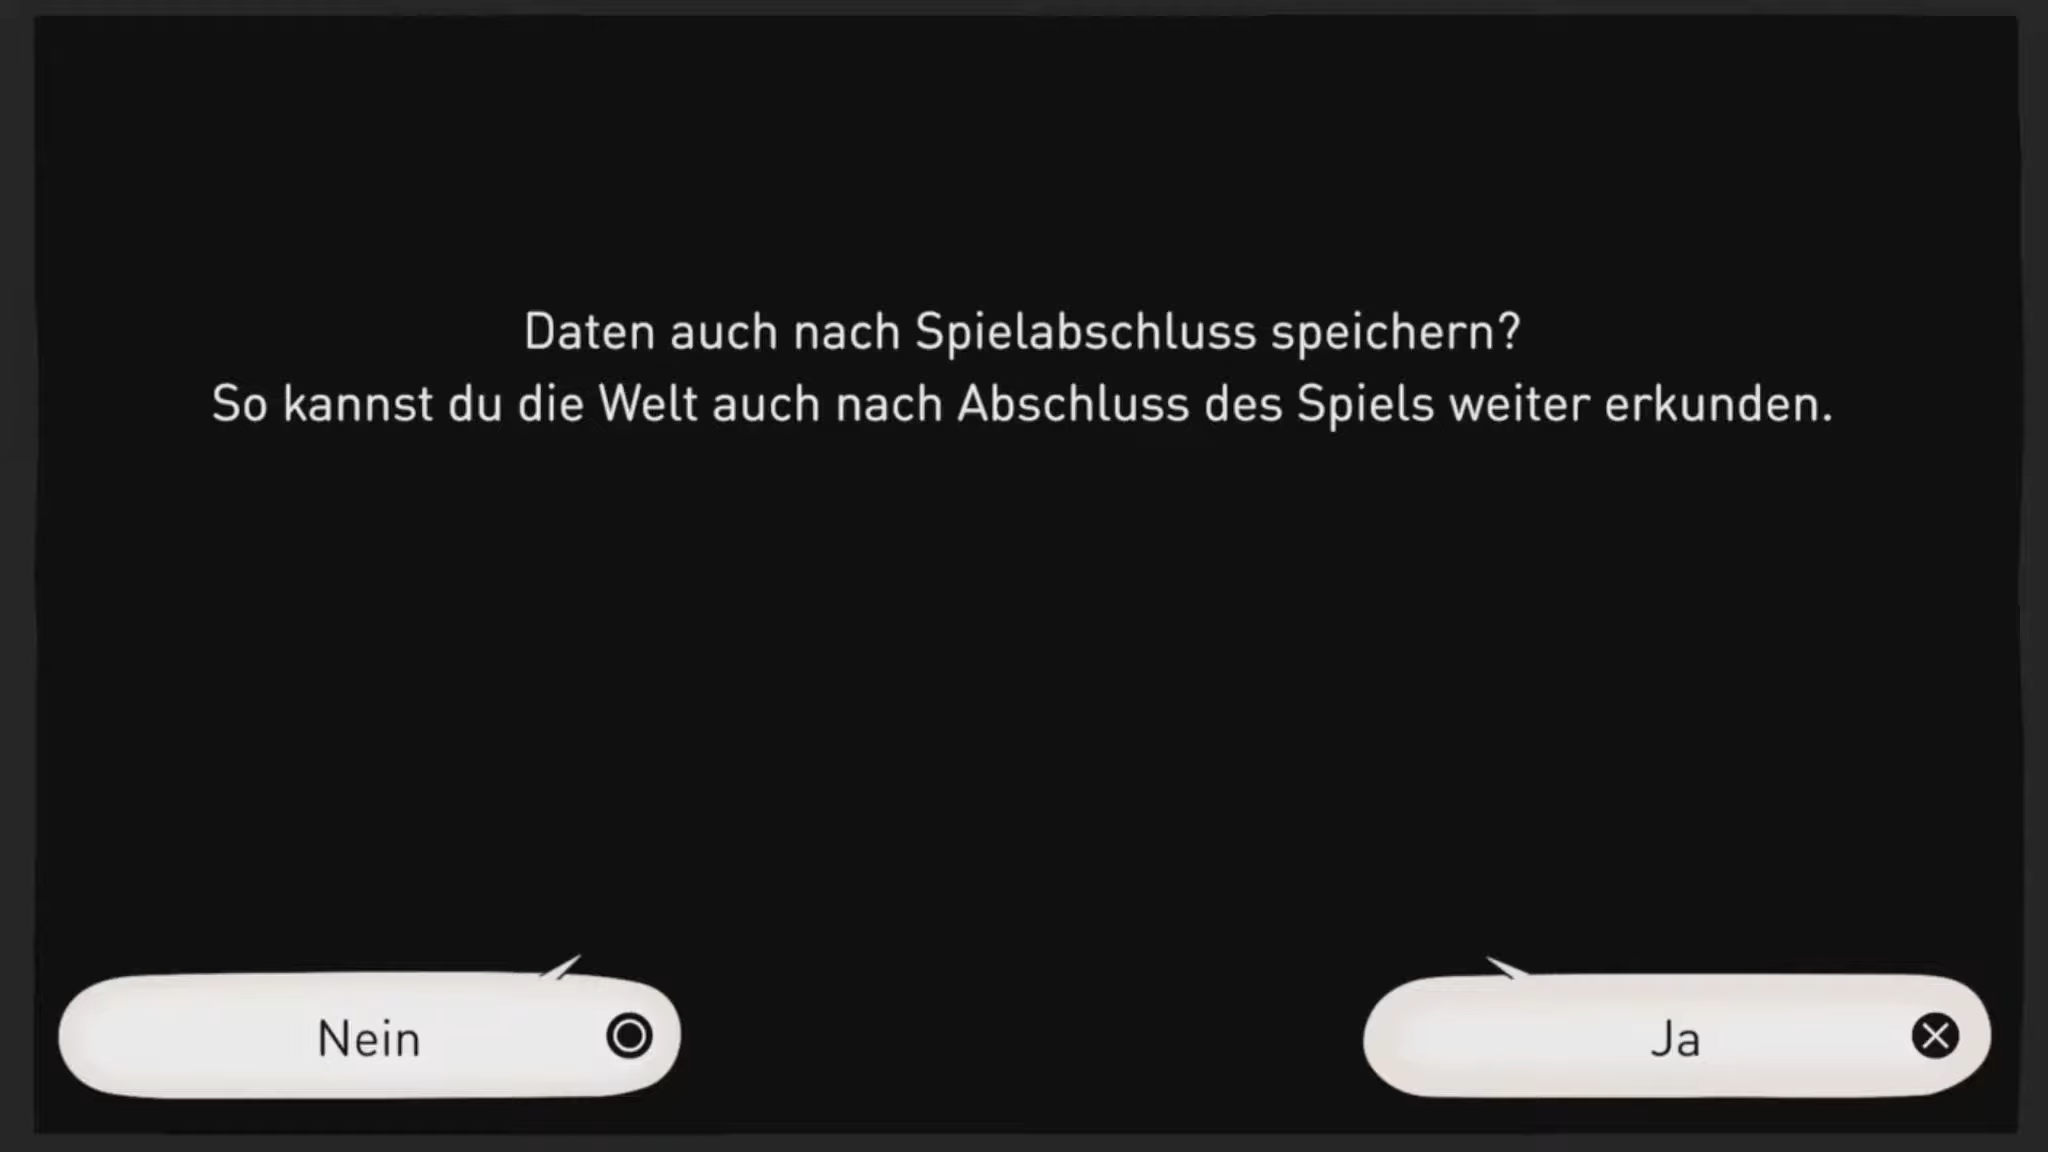 Daten auch nach Spielabschluss speichern?
So kannst du die Welt auch nach Abschluss des Spiels weiter erkunden.
Nein
Ja